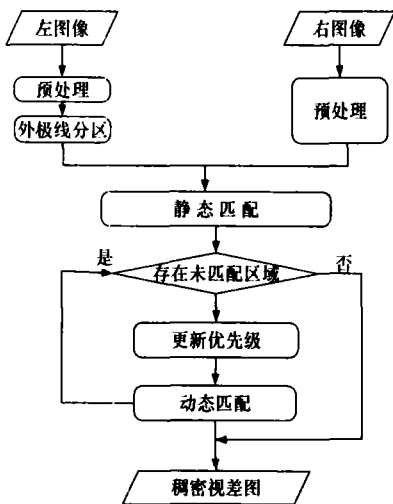 左图像
右图像
预处理
预处理
外极线分区
静态匹配
是
存在未匹配区域
否
更新优先级
动态匹配
稠密视差图